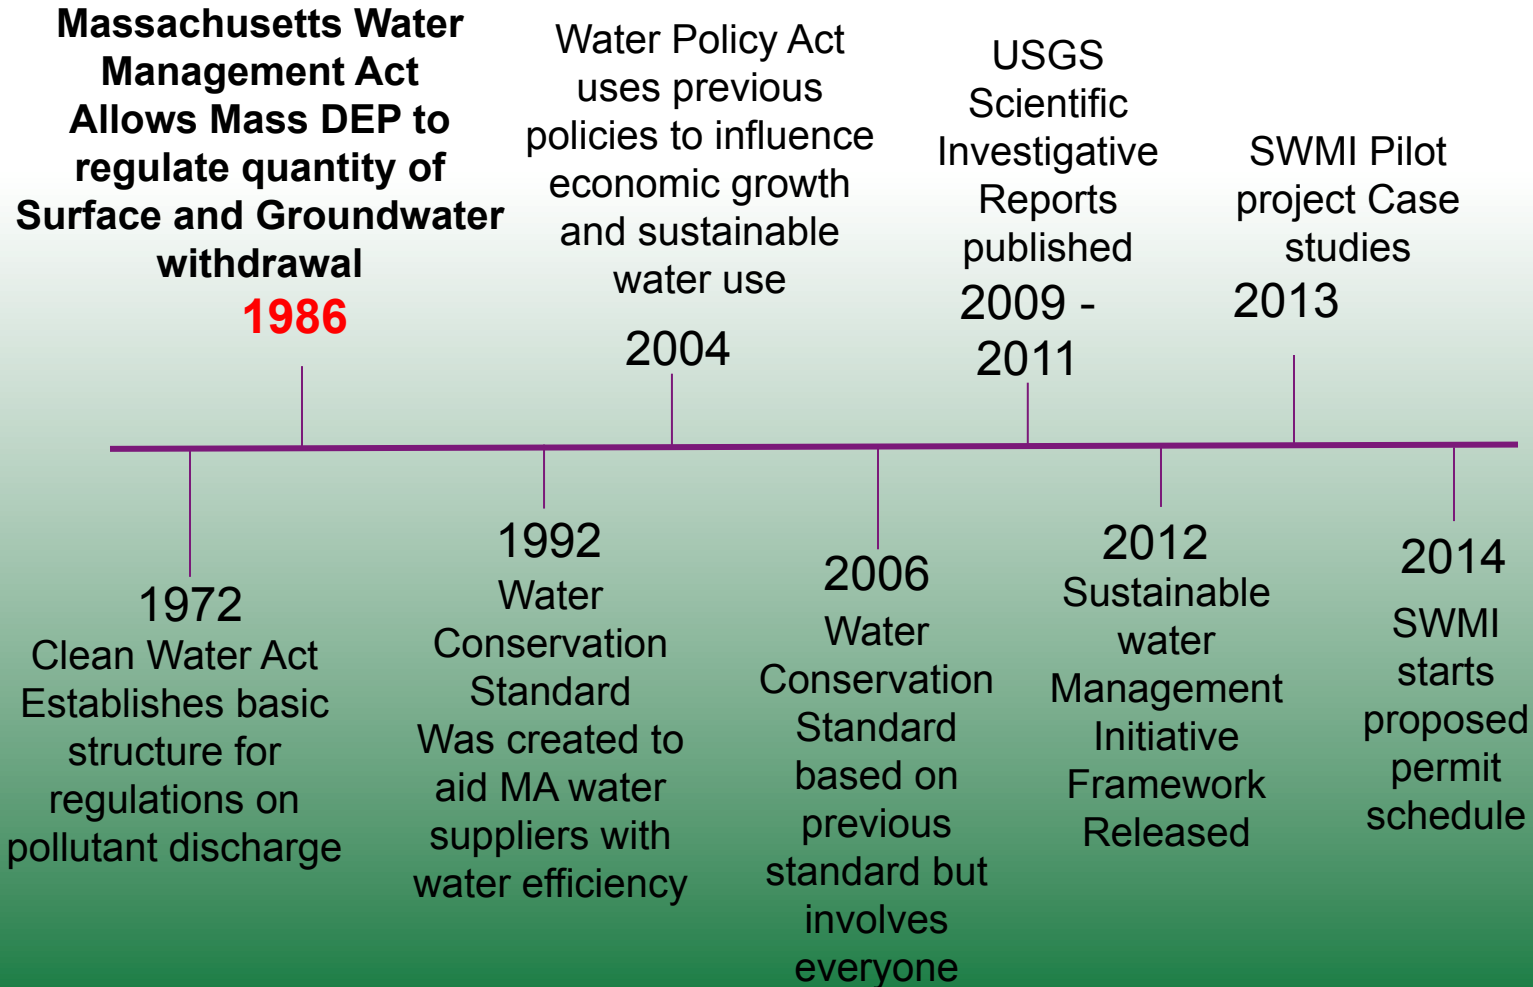 Massachusetts Water
Management Act
Allows Mass DEP to
regulate quantity of
Surface and Groundwater
withdrawal
1986
Water Policy Act
uses previous
policies to influence
economic growth
and sustainable
water use
2004
USGS
Scientific
Investigative
Reports
published
2009 -
2011
SWMI Pilot
project Case
studies
2013
1972
Clean Water Act
Establishes basic
structure for
regulations on
pollutant discharge
1992
Water
Conservation
Standard
Was created to
aid MA water
suppliers with
water efficiency
2006
Water
Conservation
Standard
based on
previous
standard but
involves
everyone
2012
Sustainable
water
Management
Initiative
Framework
Released
2014
SWMI
starts
proposed
permit
schedule